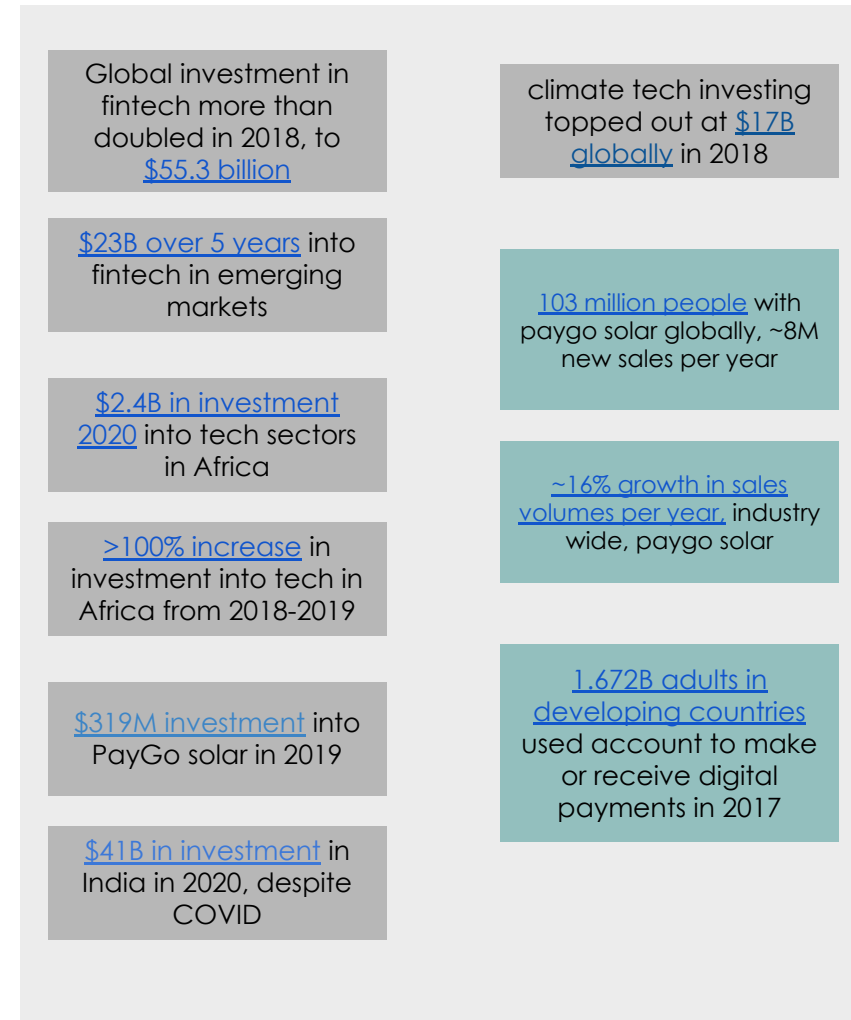 Global investment in
fintech more than
doubled in 2018, to
$55.3 billion
$23B over 5 years into
fintech in emerging
markets
$2.4B in investment
2020 into tech sectors
in Africa
>100% increase in
investment into tech in
Africa from 2018-2019
$319M investment into
PayGo solar in 2019
$41B in investment in
India in 2020, despite
COVID
climate tech investing
topped out at $17B
globally in 2018
103 million people with
paygo solar globally, ~8M
new sales per year
~16% growth in sales
volumes per year, industry
wide, paygo solar
1.672B adults in
developing countries
used account to make
or receive digital
payments in 2017